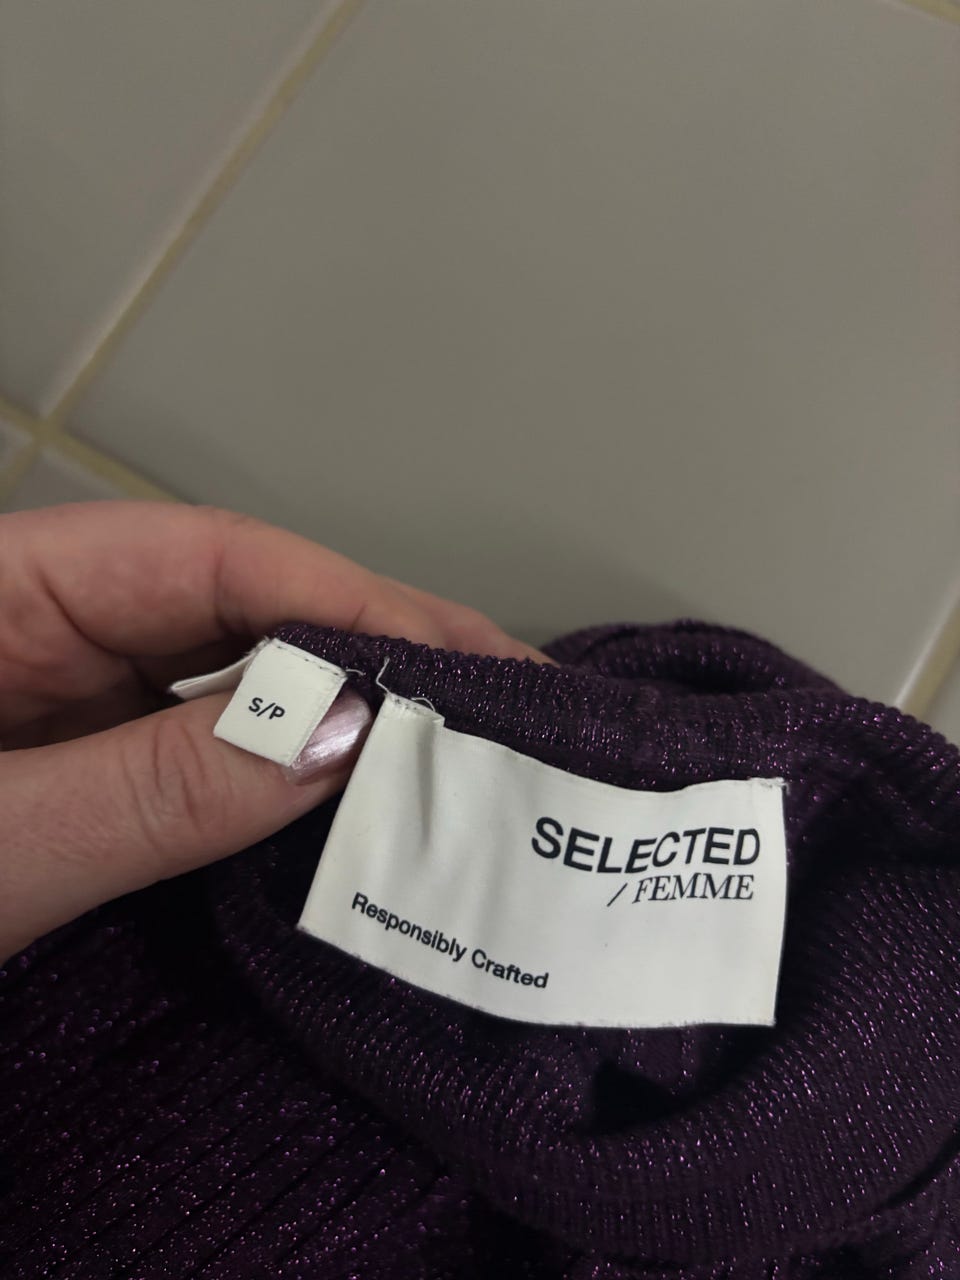 S/P
SELECTED
/FEMME
Responsibly Crafted